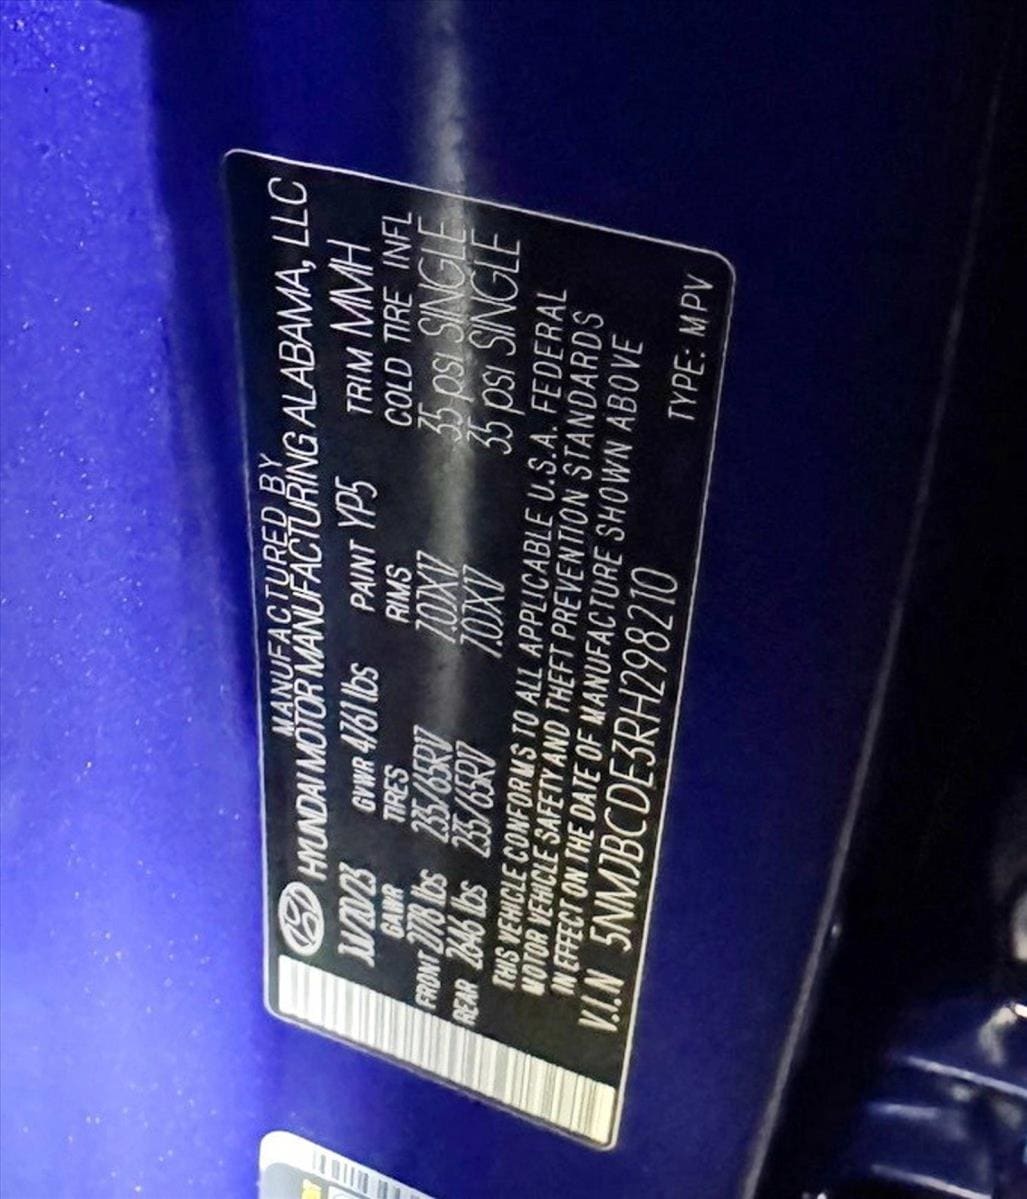 MANUFACTURED BY
HYUNDAI MOTOR MANUFACTURING ALABAMA, LLC
GVWR 4761 lbs PAINT YP5 TRIM MMH
GAWR TIRES RIMS COLD TIRE INFL
FRONT 2778 lbs 235/65R17 7.0JX17 35 psi SINGLE
REAR 2646 lbs 235/65R17 7.0JX17 35 psi SINGLE
THIS VEHICLE CONFORMS TO ALL APPLICABLE U.S.A. FEDERAL
MOTOR VEHICLE SAFETY AND THEFT PREVENTION STANDARDS
IN EFFECT ON THE DATE OF MANUFACTURE SHOWN ABOVE
V.I.N 5NMJBCDE3RH298210
TYPE: MPV